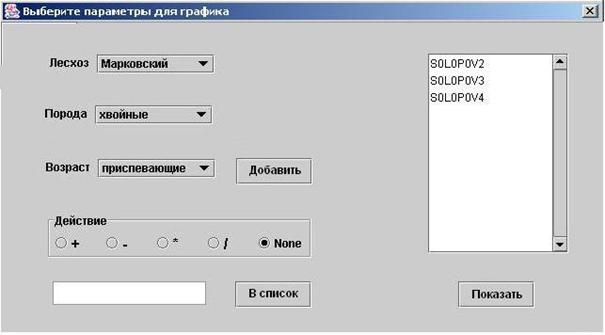 Выберите параметры для графика
Лесхоз Марковский
Порода хвойные
Возраст приспевающие Добавить
Действие
+ - * / None
В список
S0L0P0V2
S0L0P0V3
S0L0P0V4
Показать